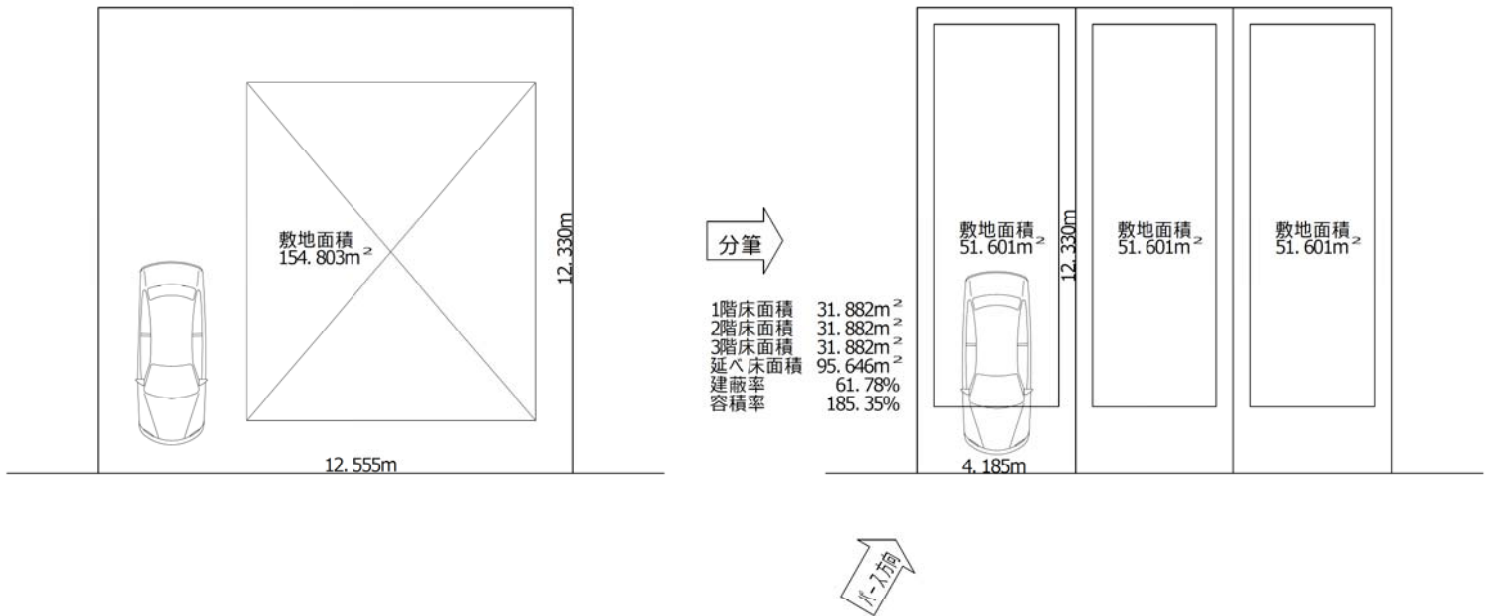 敷地面積
154.803m²
12.330m
12.555m
分筆
1階床面積 31.882m²
2階床面積 31.882m²
3階床面積 31.882m²
延べ床面積 95.646m²
建蔽率 61.78%
容積率 185.35%
敷地面積
51.601m²
12.330m
4.185m
敷地面積
51.601m²
敷地面積
51.601m²
パース方向